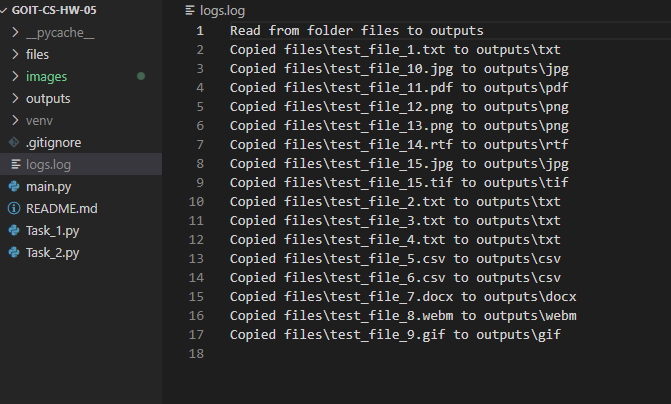 GOIT-CS-HW-05
__pycache__
files
images
outputs
venv
.gitignore
logs.log
main.py
README.md
Task_1.py
Task_2.py
logs.log
1 Read from folder files to outputs
2 Copied files\test_file_1.txt to outputs\txt
3 Copied files\test_file_10.jpg to outputs\jpg
4 Copied files\test_file_11.pdf to outputs\pdf
5 Copied files\test_file_12.png to outputs\png
6 Copied files\test_file_13.png to outputs\png
7 Copied files\test_file_14.rtf to outputs\rtf
8 Copied files\test_file_15.jpg to outputs\jpg
9 Copied files\test_file_15.tif to outputs\tif
10 Copied files\test_file_2.txt to outputs\txt
11 Copied files\test_file_3.txt to outputs\txt
12 Copied files\test_file_4.txt to outputs\txt
13 Copied files\test_file_5.csv to outputs\csv
14 Copied files\test_file_6.csv to outputs\csv
15 Copied files\test_file_7.docx to outputs\docx
16 Copied files\test_file_8.webm to outputs\webm
17 Copied files\test_file_9.gif to outputs\gif
18